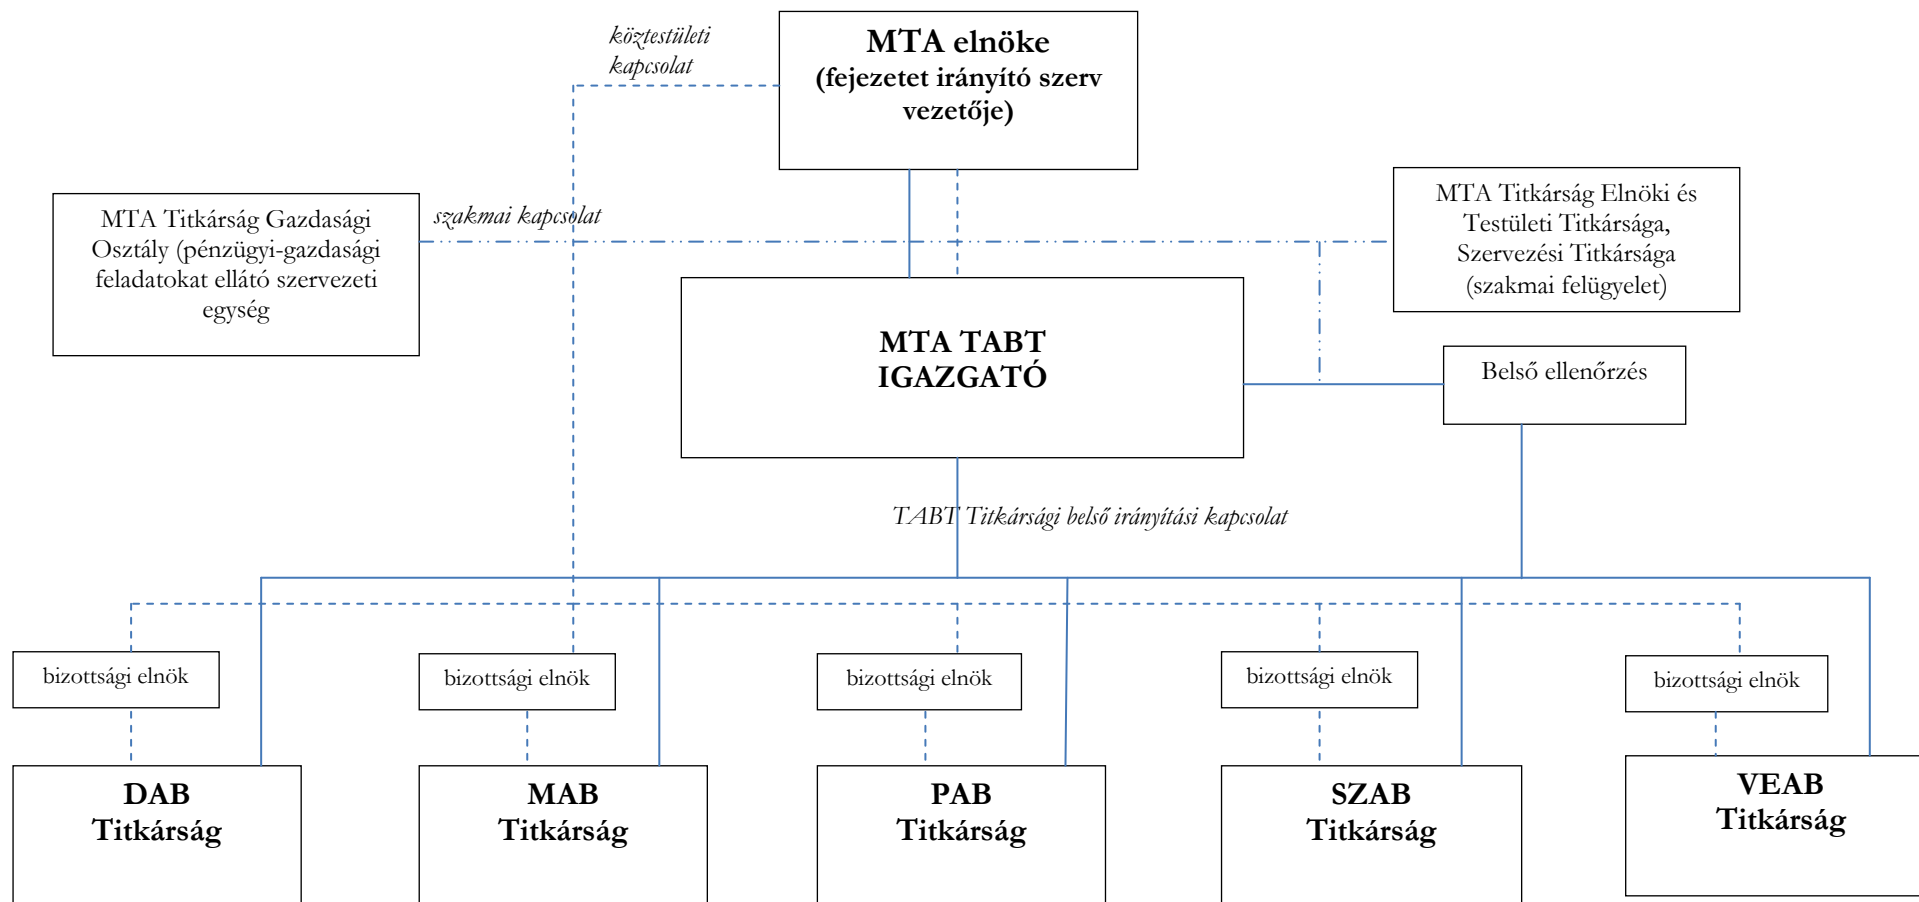 köztestületi
kapcsolat
MTA elnöke
(fejezetet irányító szerv
vezetője)
MTA Titkárság Gazdasági
Osztály (pénzügyi-gazdasági
feladatokat ellátó szervezeti
egység
szakmai kapcsolat
MTA Titkárság Elnöki és
Testületi Titkársága,
Szervezési Titkársága
(szakmai felügyelet)
MTA TABT
IGAZGATÓ
Belső ellenőrzés
TABT Titkársági belső irányítási kapcsolat
bizottsági elnök
bizottsági elnök
bizottsági elnök
bizottsági elnök
bizottsági elnök
DAB
Titkárság
MAB
Titkárság
PAB
Titkárság
SZAB
Titkárság
VEAB
Titkárság